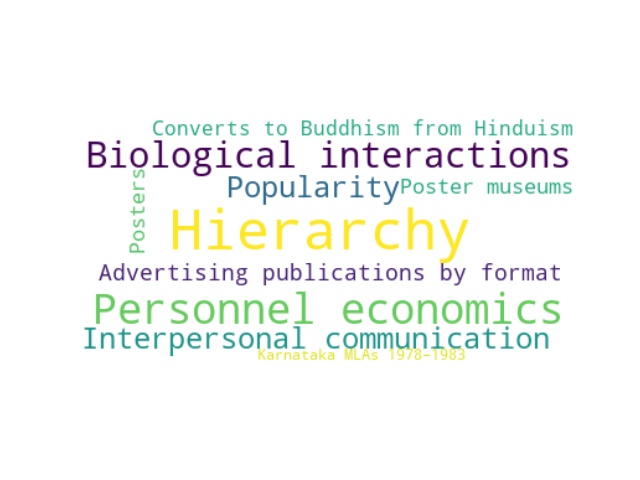 Converts to Buddhism from Hinduism
Biological interactions
Posters
Popularity
Poster museums
Hierarchy
Advertising publications by format
Personnel economics
Interpersonal communication
Karnataka MLAs 1978–1983